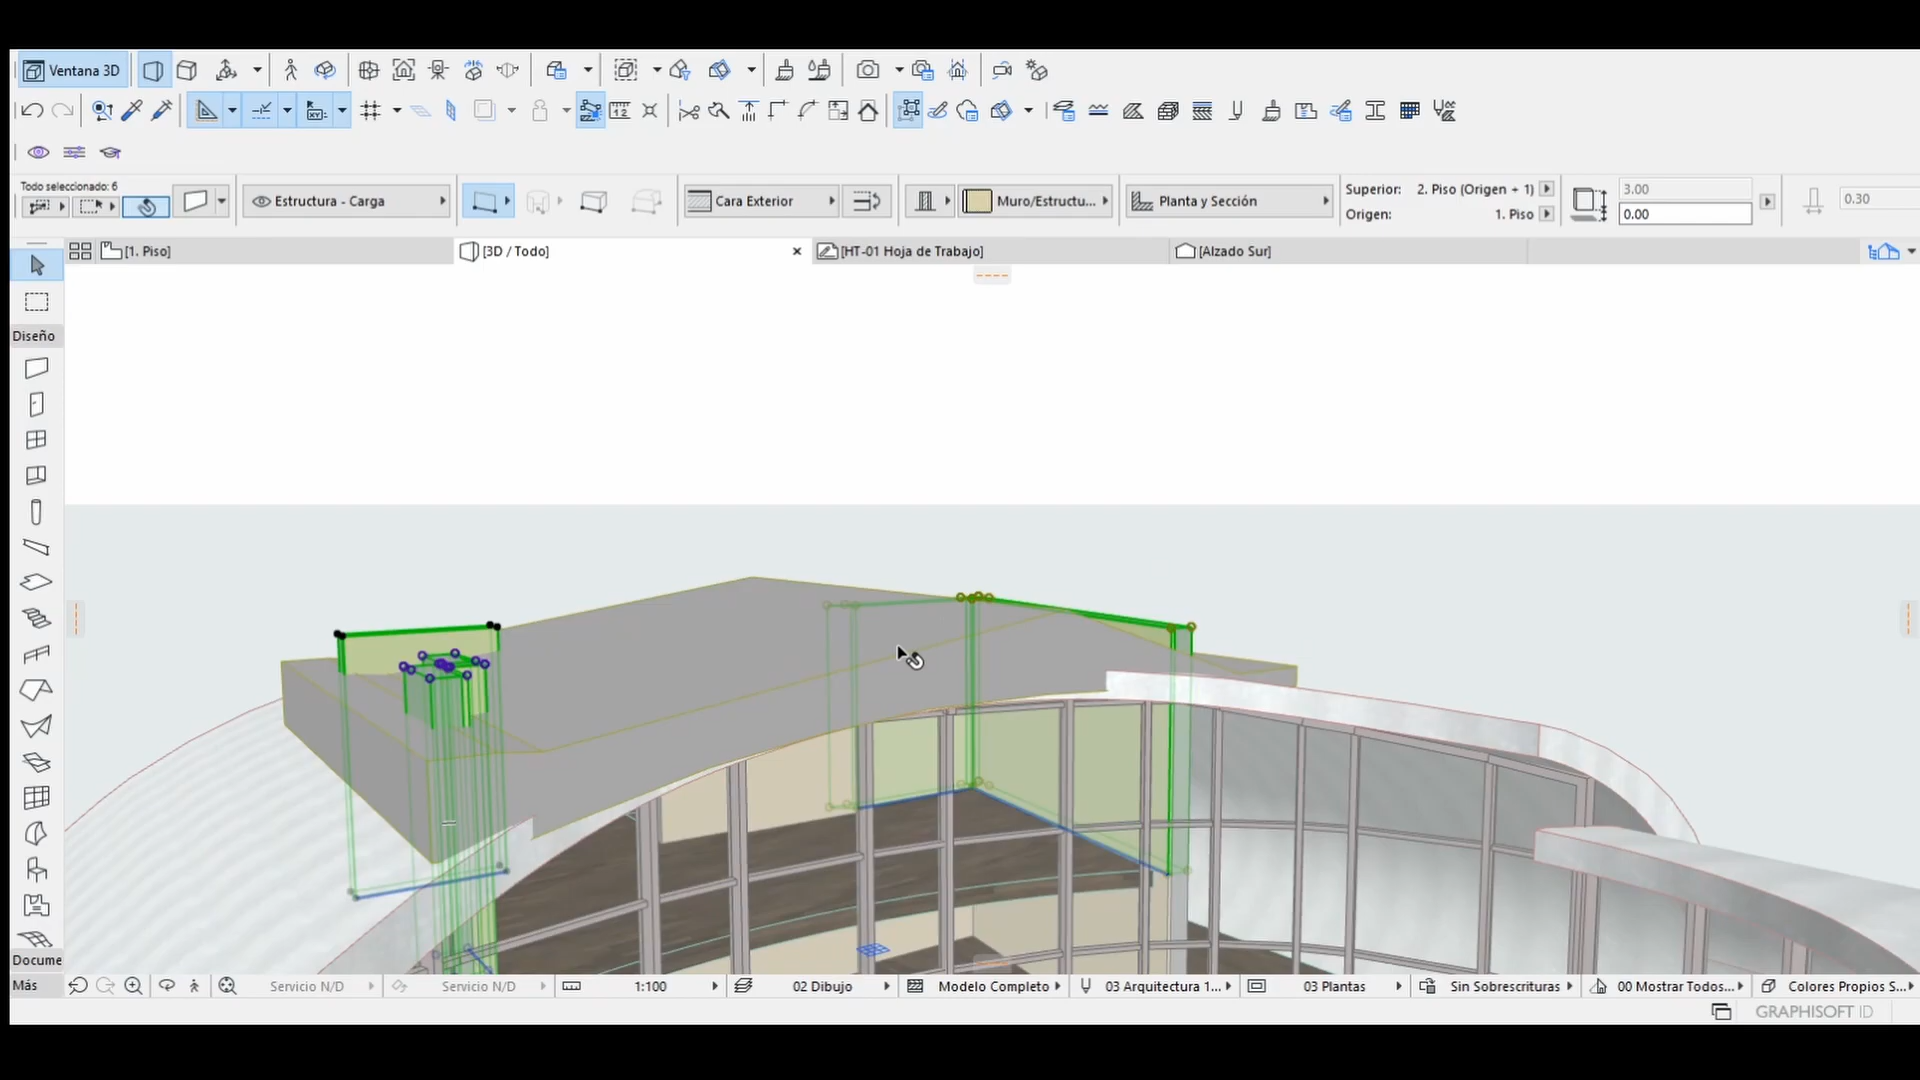 Ventana 3D
Todo seleccionado: 6
Estructura - Carga
Cara Exterior
Muro/Estructu...
Planta y Sección
Superior: 2. Piso (Origen + 1)
Origen: 1. Piso
3.00
0.00
0.30
[1. Piso]
[3D / Todo]
[HT-01 Hoja de Trabajo]
[Alzado Sur]
Diseño
Docume
Más
Servicio N/D
Servicio N/D
1:100
02 Dibujo
Modelo Completo
03 Arquitectura 1...
03 Plantas
Sin Sobrescrituras
00 Mostrar Todos...
Colores Propios S...
GRAPHISOFT ID